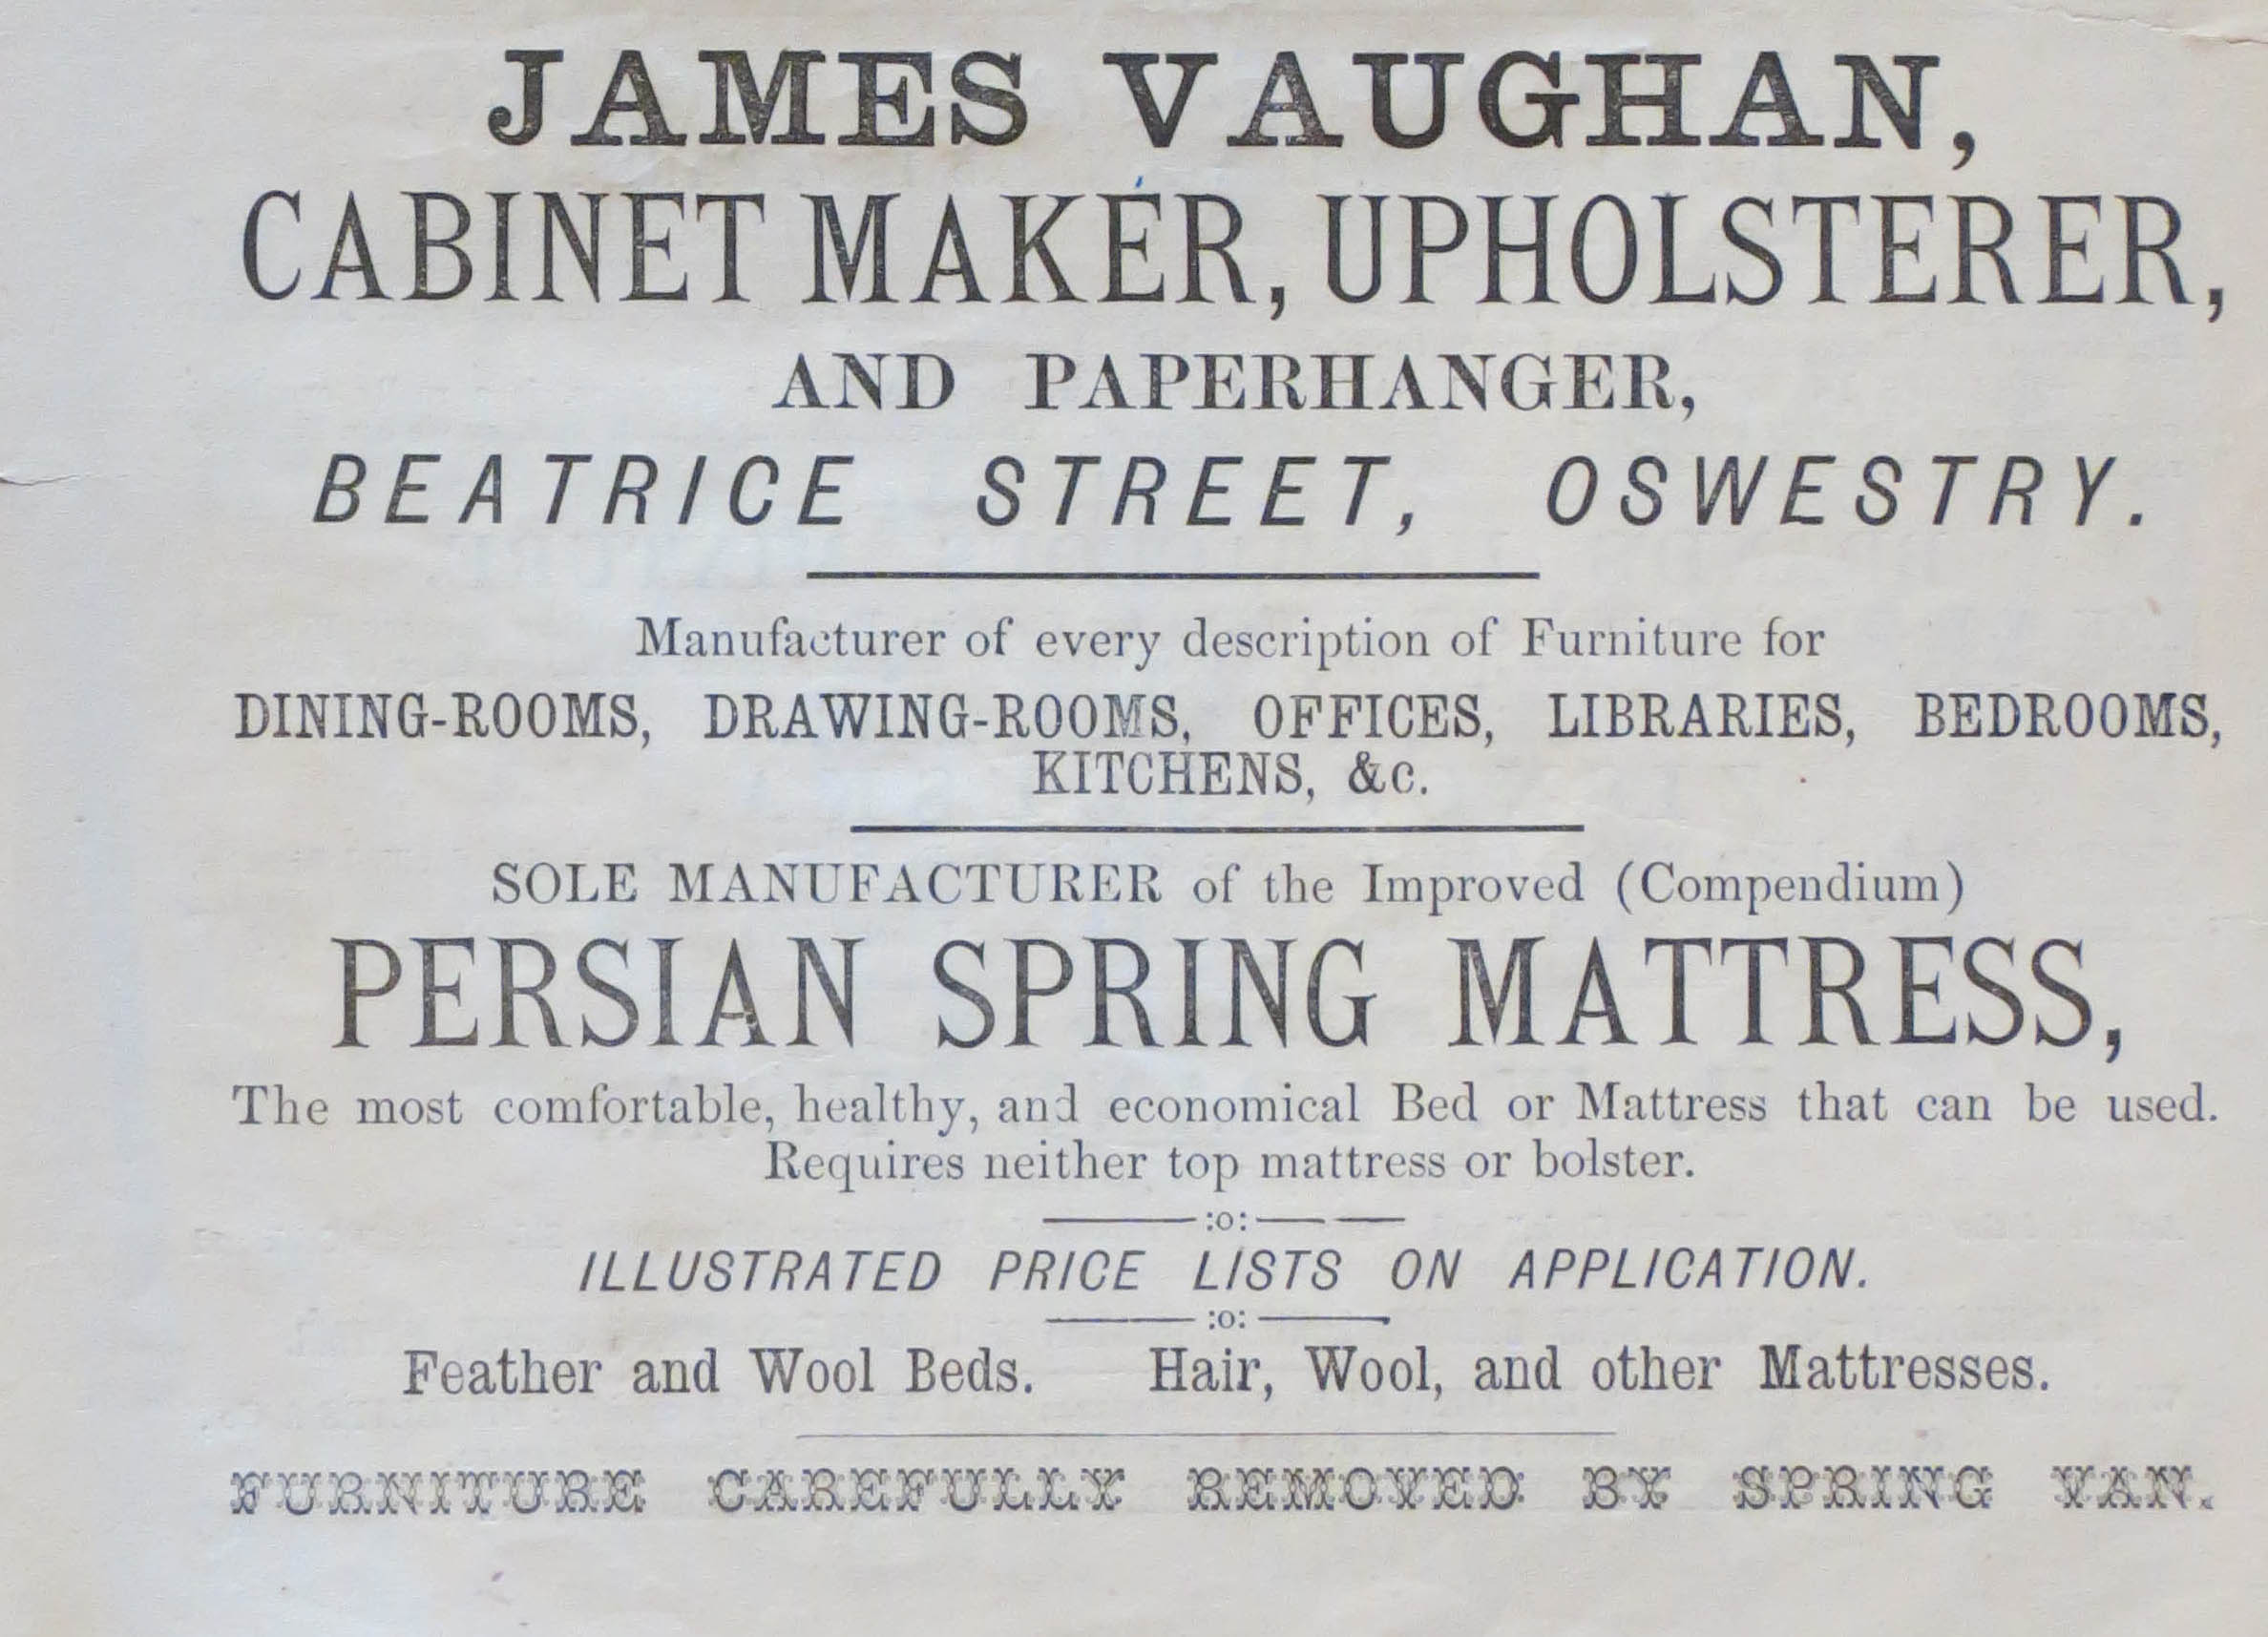 JAMES VAUGHAN,
CABINET MAKER, UPHOLSTERER,
AND PAPERHANGER,
BEATRICE STREET, OSWESTRY.
Manufacturer of every description of Furniture for
DINING-ROOMS, DRAWING-ROOMS, OFFICES, LIBRARIES, BEDROOMS,
KITCHENS, &c.
SOLE MANUFACTURER of the Improved (Compendium)
PERSIAN SPRING MATTRESS,
The most comfortable, healthy, and economical Bed or Mattress that can be used.
Requires neither top mattress or bolster.
:o:
ILLUSTRATED PRICE LISTS ON APPLICATION.
:o:
Feather and Wool Beds. Hair, Wool, and other Mattresses.
FURNITURE CAREFULLY REMOVED BY SPRING VAN.